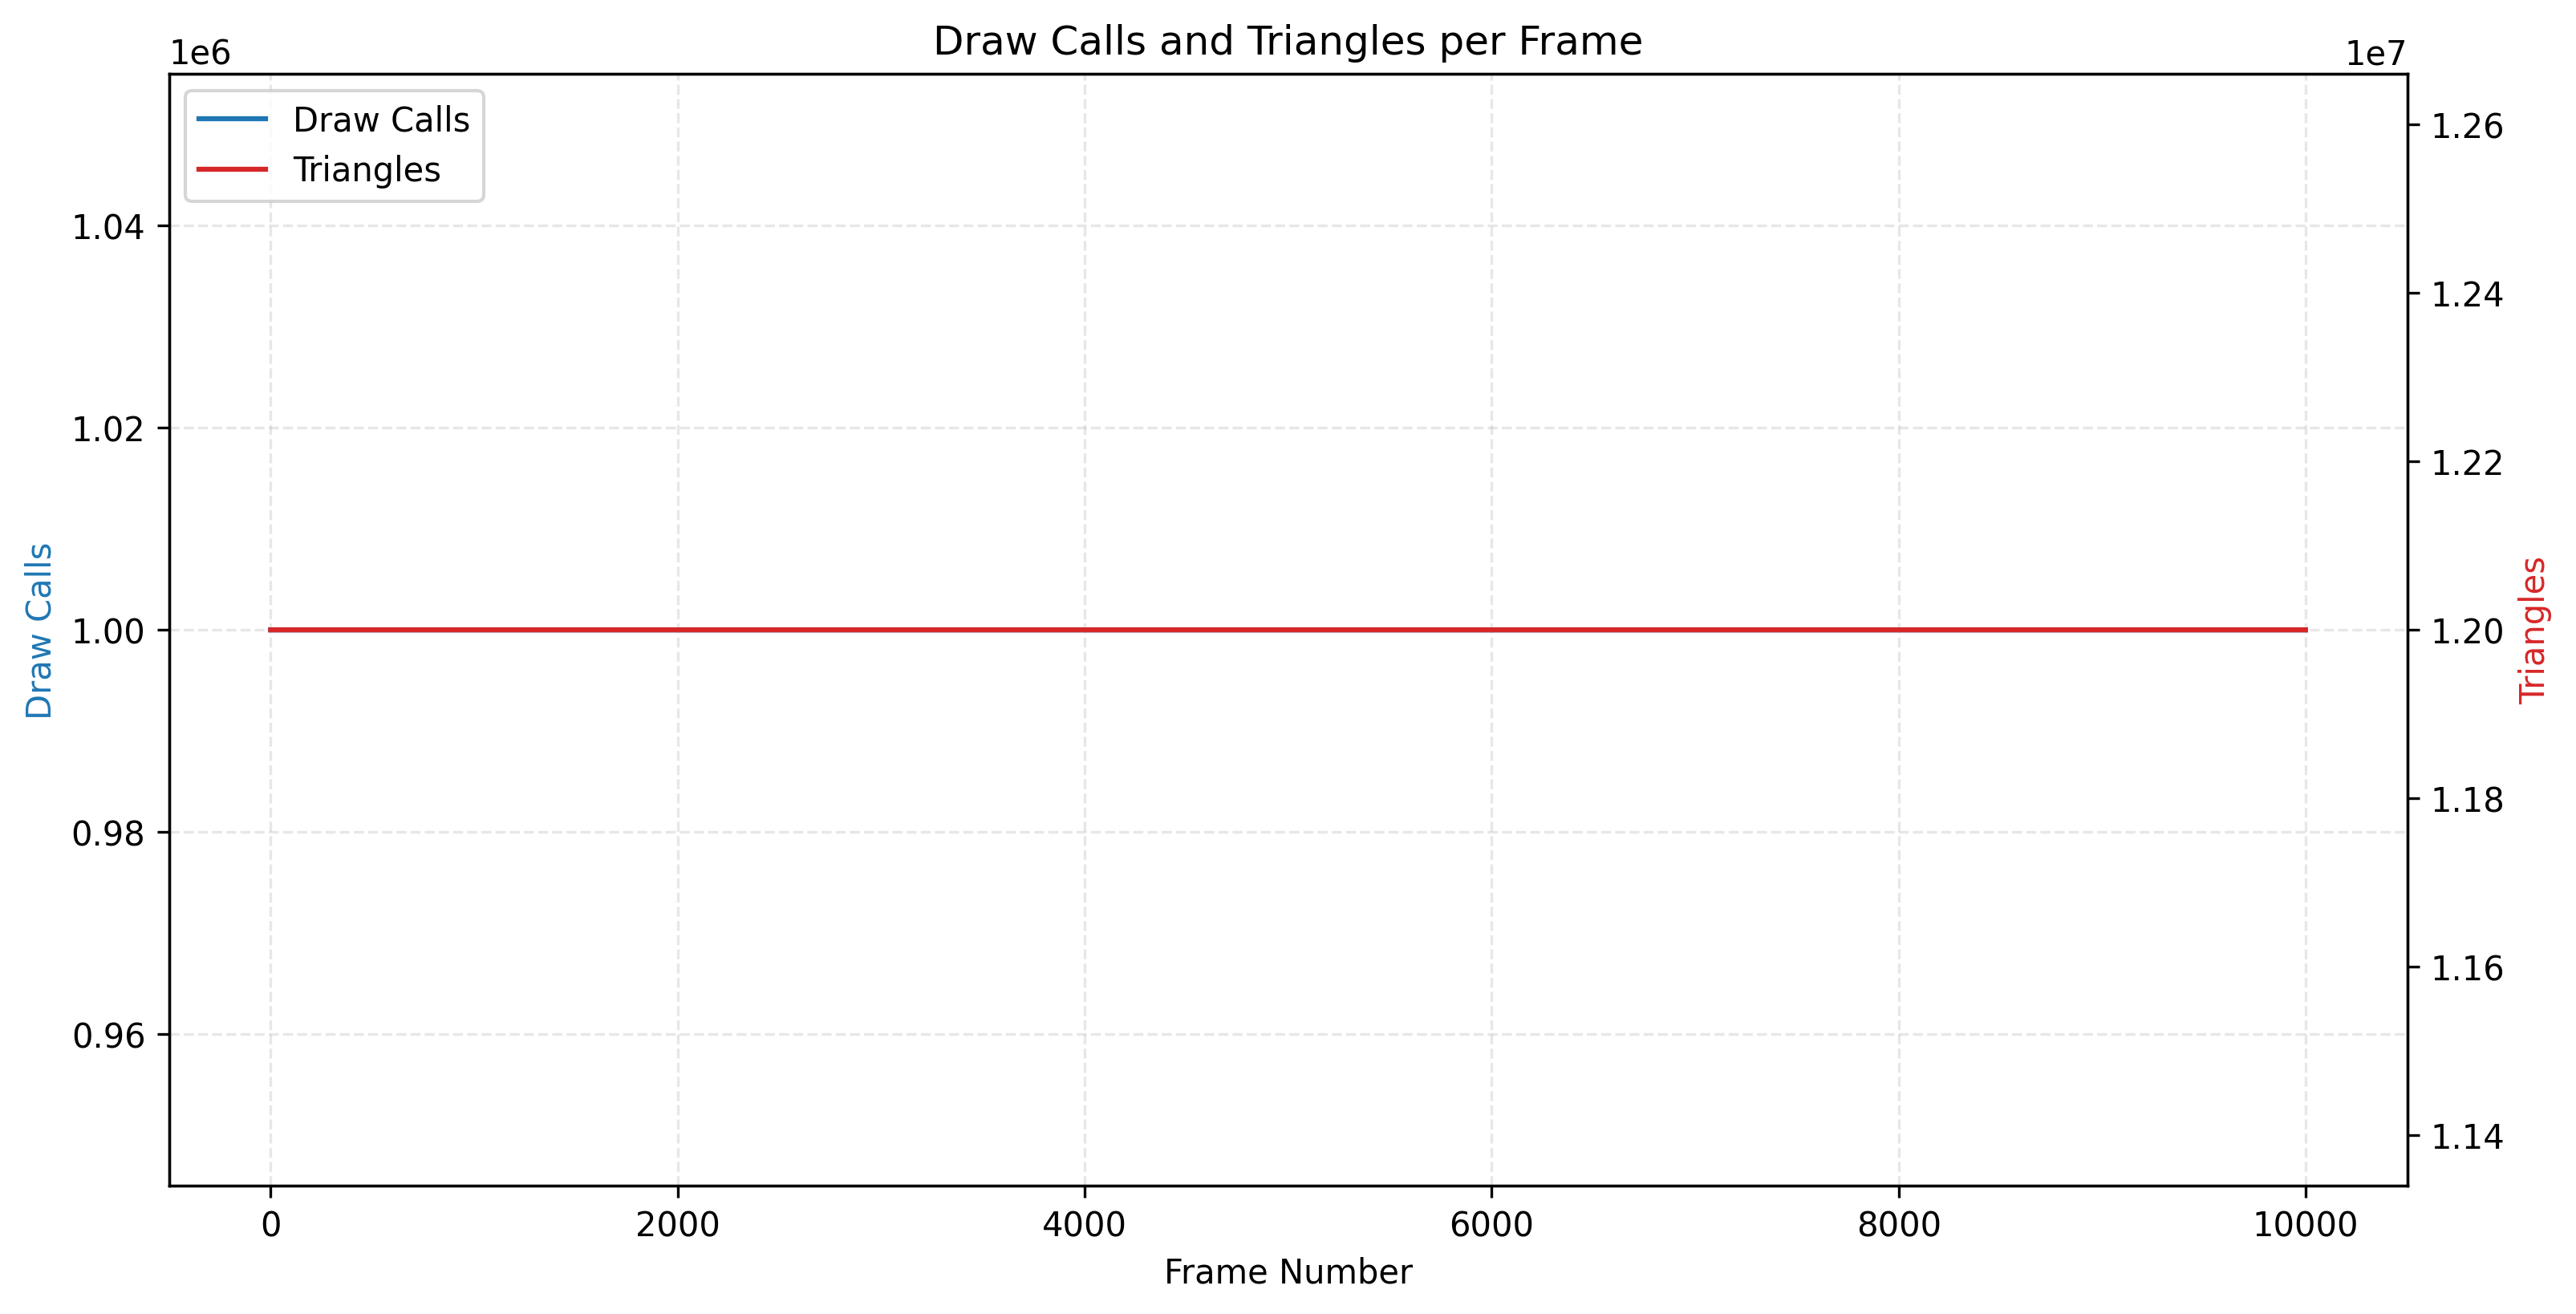 Draw Calls and Triangles per Frame
1e6
1e7
Draw Calls
Triangles
1.04
1.02
1.00
0.98
0.96
Draw Calls
1.26
1.24
1.22
1.20
1.18
1.16
1.14
Triangles
0 2000 4000 6000 8000 10000
Frame Number